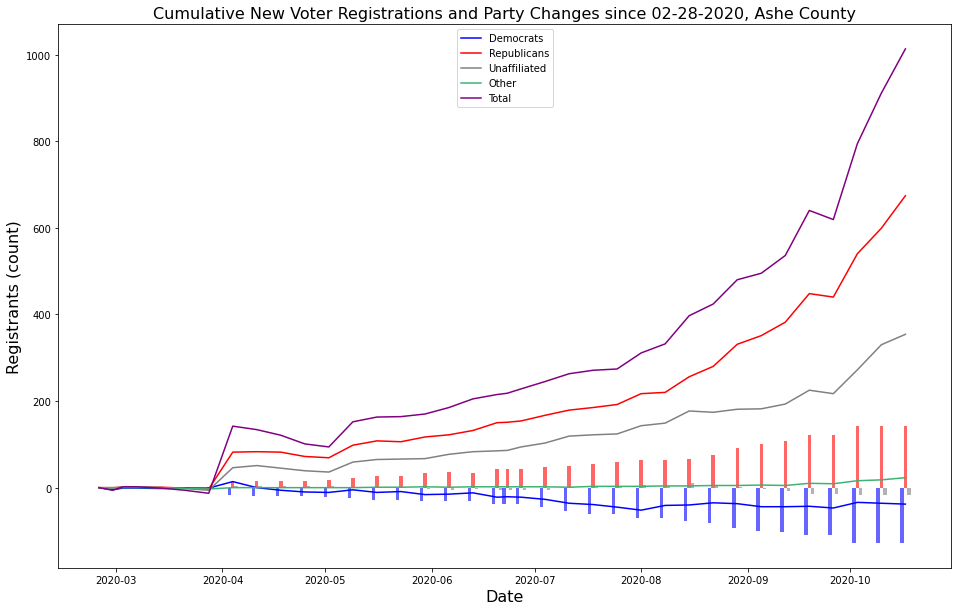 Cumulative New Voter Registrations and Party Changes since 02-28-2020, Ashe County
Democrats
Republicans
Unaffiliated
Other
Total
1000
800
600
400
200
0
Registrants (count)
2020-03 2020-04 2020-05 2020-06 2020-07 2020-08 2020-09 2020-10
Date